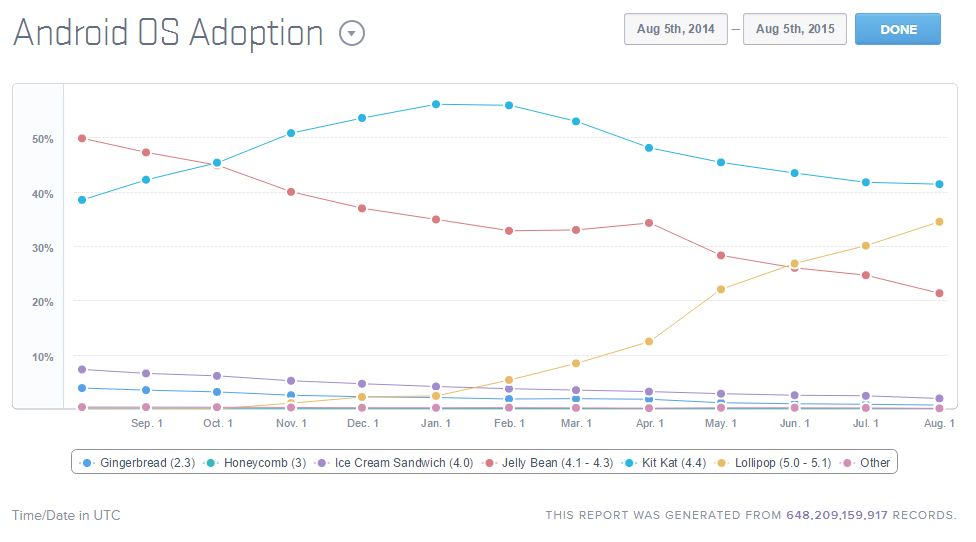 Android OS Adoption
Aug 5th, 2014 – Aug 5th, 2015 DONE
50%
40%
30%
20%
10%
Sep. 1 Oct. 1 Nov. 1 Dec. 1 Jan. 1 Feb. 1 Mar. 1 Apr. 1 May. 1 Jun. 1 Jul. 1 Aug. 1
Gingerbread (2.3) Honeycomb (3) Ice Cream Sandwich (4.0) Jelly Bean (4.1 - 4.3) Kit Kat (4.4) Lollipop (5.0 - 5.1) Other
Time/Date in UTC
THIS REPORT WAS GENERATED FROM 648,209,159,917 RECORDS.